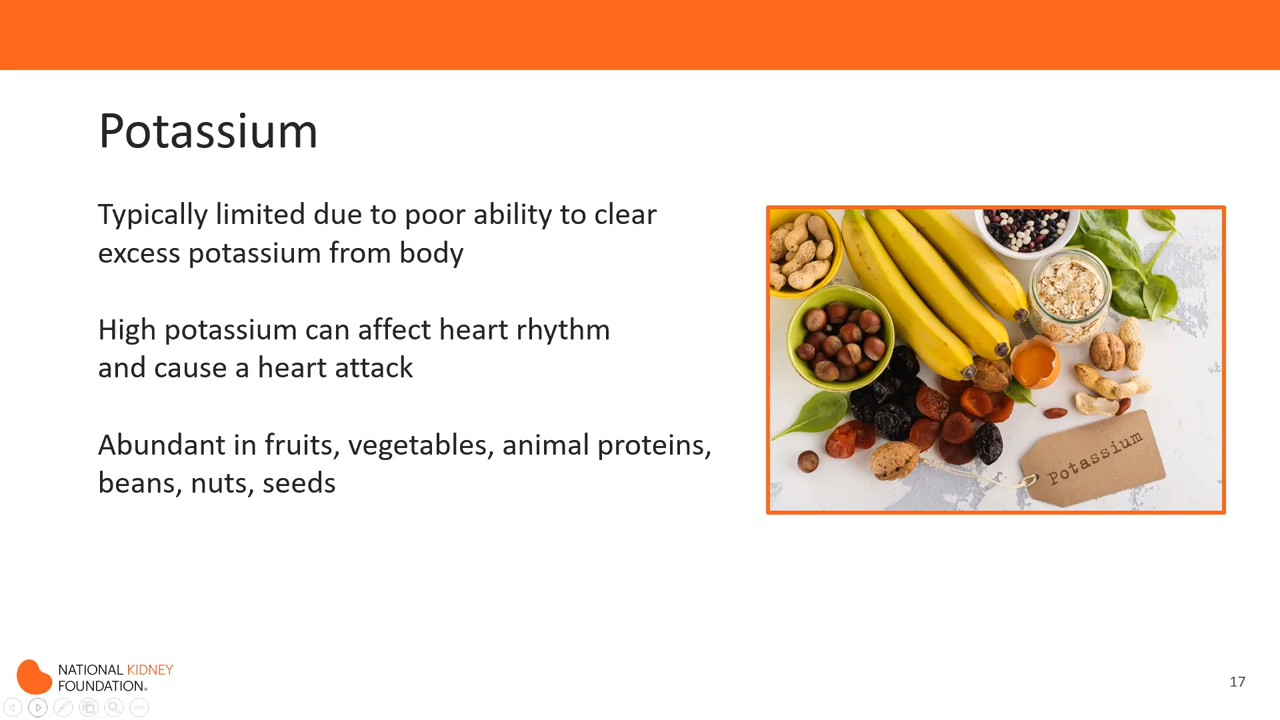 Potassium
Typically limited due to poor ability to clear
excess potassium from body
High potassium can affect heart rhythm
and cause a heart attack
Abundant in fruits, vegetables, animal proteins,
beans, nuts, seeds
Potassium
NATIONAL KIDNEY
FOUNDATION®
17